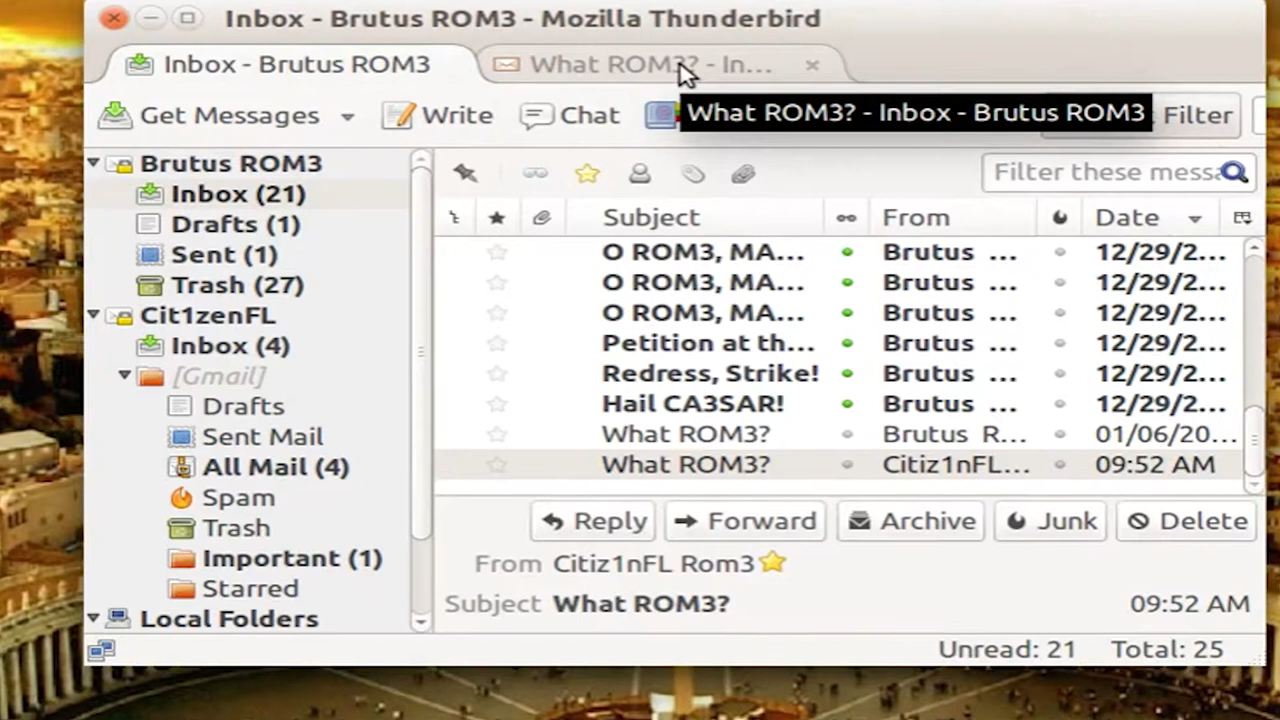 Inbox - Brutus ROM3 - Mozilla Thunderbird
Inbox - Brutus ROM3
What ROM3? - In...
Get Messages
Write
Chat
What ROM3? - Inbox - Brutus ROM3
Filter
Brutus ROM3
Inbox (21)
Drafts (1)
Sent (1)
Trash (27)
Cit1zenFL
Inbox (4)
[Gmail]
Drafts
Sent Mail
All Mail (4)
Spam
Trash
Important (1)
Starred
Local Folders
Filter these messa
Subject From Date
O ROM3, MA... Brutus ... 12/29/2...
O ROM3, MA... Brutus ... 12/29/2...
O ROM3, MA... Brutus ... 12/29/2...
Petition at th... Brutus ... 12/29/2...
Redress, Strike! Brutus ... 12/29/2...
Hail CA3SAR! Brutus ... 12/29/2...
What ROM3? Brutus R... 01/06/20...
What ROM3? Citiz1nFL... 09:52 AM
Reply Forward Archive Junk Delete
From Citiz1nFL Rom3
Subject What ROM3? 09:52 AM
Unread: 21 Total: 25